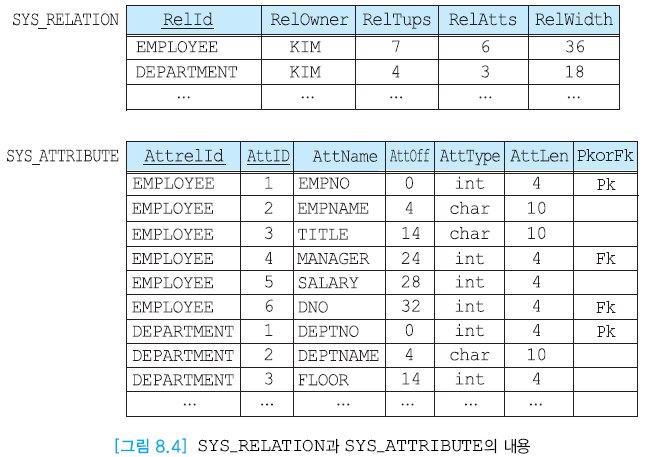 SYS_RELATION RelId RelOwner RelTups RelAtts RelWidth
EMPLOYEE KIM 7 6 36
DEPARTMENT KIM 4 3 18
… … … … …
SYS_ATTRIBUTE AttrelId AttID AttName AttOff AttType AttLen PkorFk
EMPLOYEE 1 EMPNO 0 int 4 Pk
EMPLOYEE 2 EMPNAME 4 char 10
EMPLOYEE 3 TITLE 14 char 10
EMPLOYEE 4 MANAGER 24 int 4 Fk
EMPLOYEE 5 SALARY 28 int 4
EMPLOYEE 6 DNO 32 int 4 Fk
DEPARTMENT 1 DEPTNO 0 int 4 Pk
DEPARTMENT 2 DEPTNAME 4 char 10
DEPARTMENT 3 FLOOR 14 int 4
… … … … … …
[그림 8.4] SYS_RELATION과 SYS_ATTRIBUTE의 내용